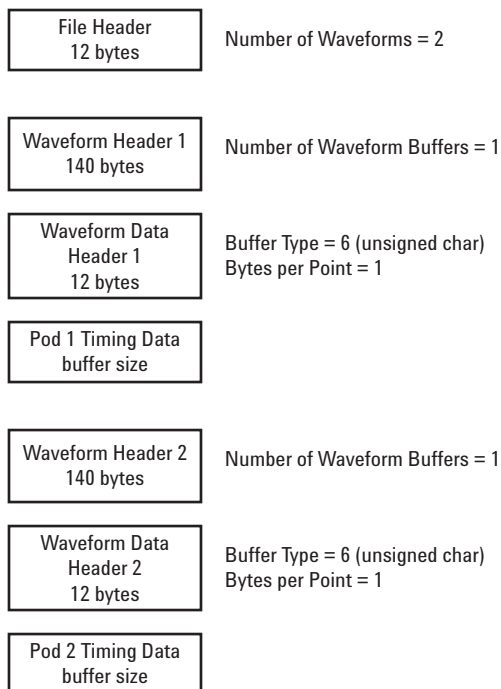 File Header
12 bytes
Number of Waveforms = 2
Waveform Header 1
140 bytes
Number of Waveform Buffers = 1
Waveform Data
Header 1
12 bytes
Buffer Type = 6 (unsigned char)
Bytes per Point = 1
Pod 1 Timing Data
buffer size
Waveform Header 2
140 bytes
Number of Waveform Buffers = 1
Waveform Data
Header 2
12 bytes
Buffer Type = 6 (unsigned char)
Bytes per Point = 1
Pod 2 Timing Data
buffer size